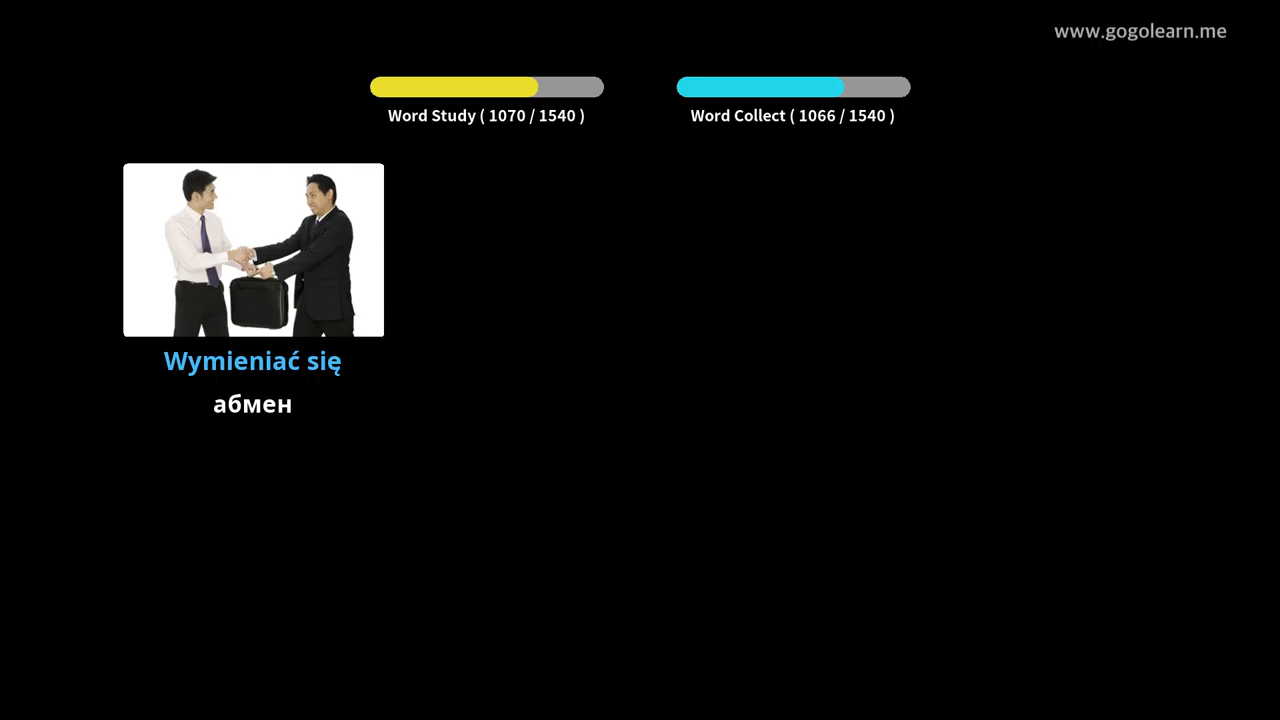 www.gogolearn.me
Word Study ( 1070 / 1540 )
Word Collect ( 1066 / 1540 )
Wymieniać się
абмен